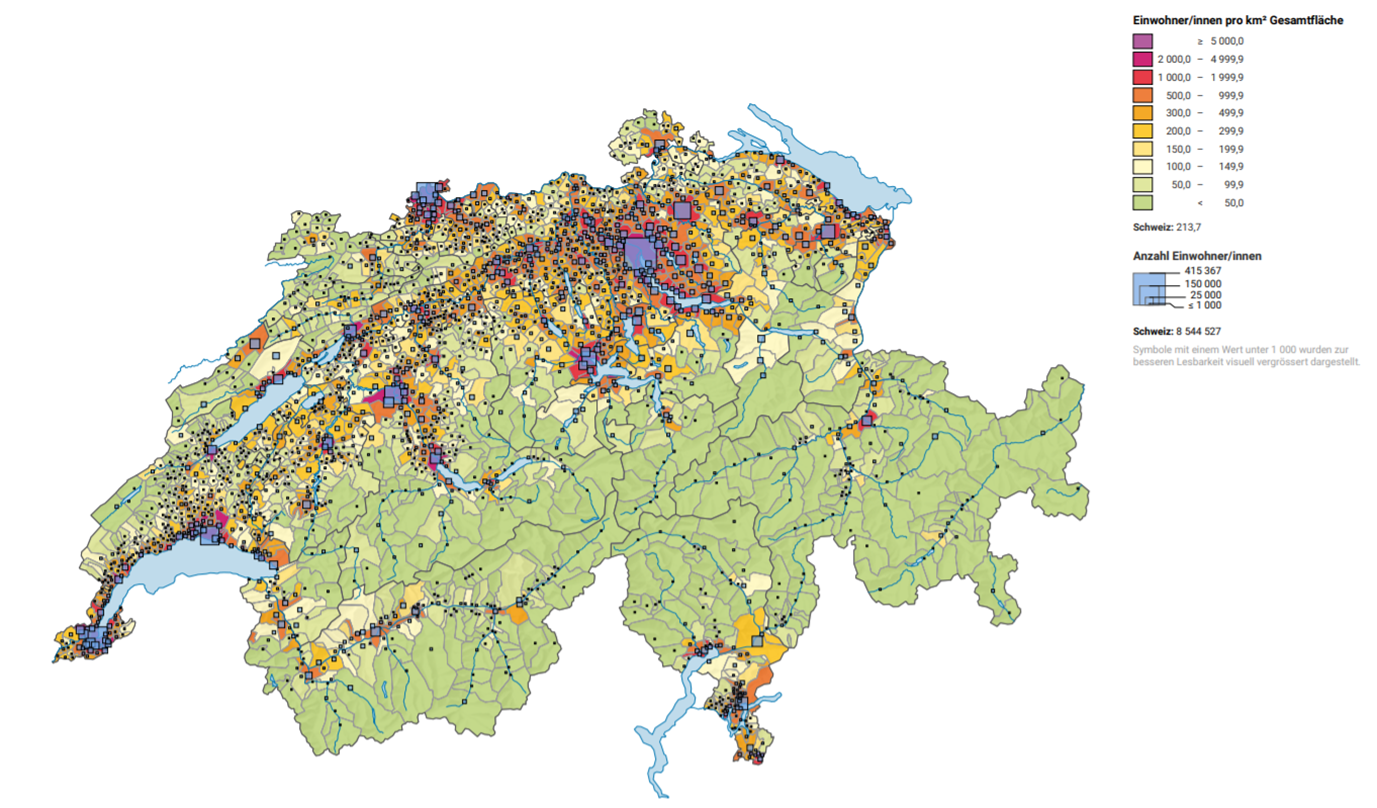 Einwohner/innen pro km² Gesamtfläche
≥ 5 000,0
2 000,0 – 4 999,9
1 000,0 – 1 999,9
500,0 – 999,9
300,0 – 499,9
200,0 – 299,9
150,0 – 199,9
100,0 – 149,9
50,0 – 99,9
< 50,0
Schweiz: 213,7
Anzahl Einwohner/innen
415 367
150 000
25 000
≤ 1 000
Schweiz: 8 544 527
Symbole mit einem Wert unter 1 000 wurden zur
besseren Lesbarkeit visuell vergrössert dargestellt.